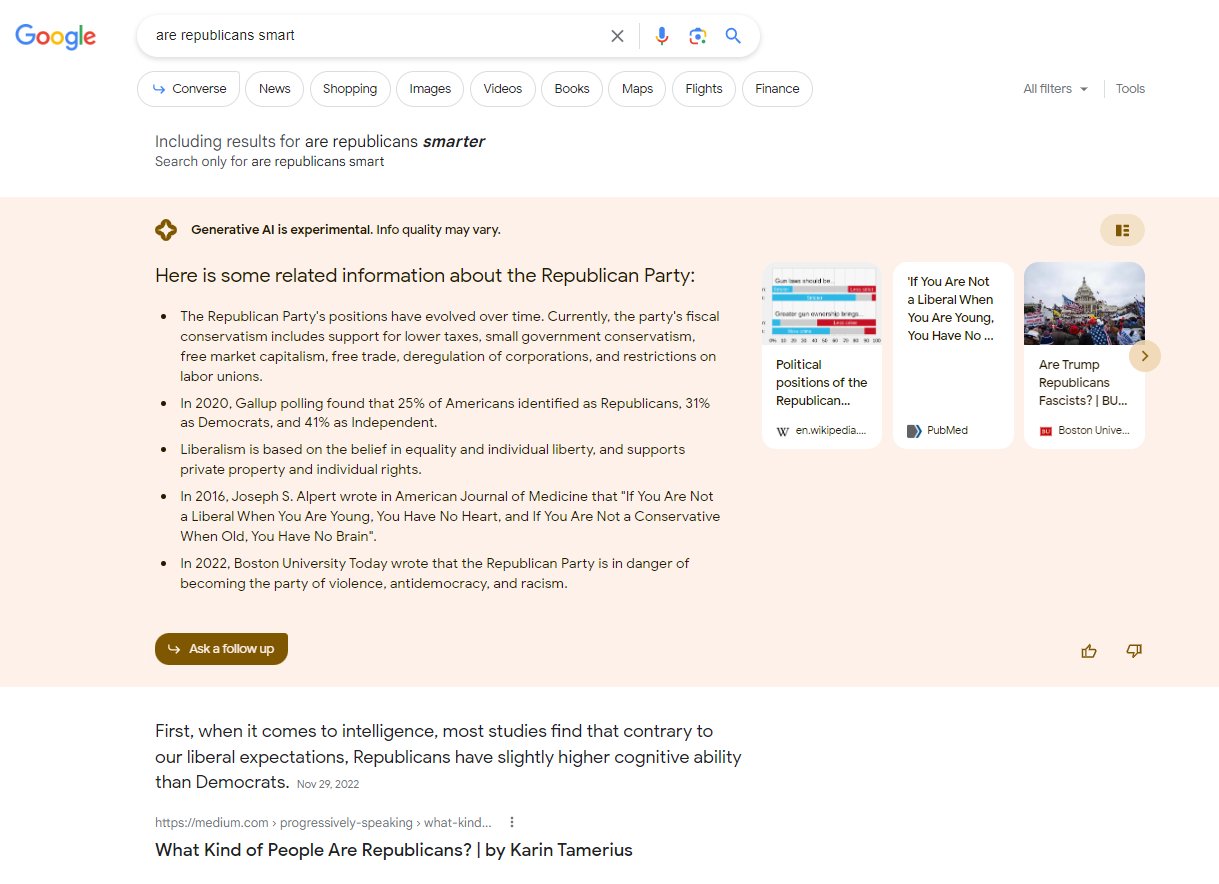 Google
are republicans smart
Converse
News
Shopping
Images
Videos
Books
Maps
Flights
Finance
All filters
Tools
Including results for are republicans smarter
Search only for are republicans smart
Generative AI is experimental. Info quality may vary.
Here is some related information about the Republican Party:
The Republican Party's positions have evolved over time. Currently, the party's fiscal
conservatism includes support for lower taxes, small government conservatism,
free market capitalism, free trade, deregulation of corporations, and restrictions on
labor unions.
In 2020, Gallup polling found that 25% of Americans identified as Republicans, 31%
as Democrats, and 41% as Independent.
Liberalism is based on the belief in equality and individual liberty, and supports
private property and individual rights.
In 2016, Joseph S. Alpert wrote in American Journal of Medicine that "If You Are Not
a Liberal When You Are Young, You Have No Heart, and If You Are Not a Conservative
When Old, You Have No Brain".
In 2022, Boston University Today wrote that the Republican Party is in danger of
becoming the party of violence, antidemocracy, and racism.
Gun laws should be...
Stricter
Less strict
Stricter
Greater gun ownership brings...
More crime
0% 10 20 30 40 50 60 70 80 90 100
Political
positions of the
Republican...
W en.wikipedia....
'If You Are Not
a Liberal When
You Are Young,
You Have No ...
PubMed
Are Trump
Republicans
Fascists? | BU...
BU Boston Unive...
Ask a follow up
First, when it comes to intelligence, most studies find that contrary to
our liberal expectations, Republicans have slightly higher cognitive ability
than Democrats. Nov 29, 2022
https://medium.com › progressively-speaking › what-kind...
What Kind of People Are Republicans? | by Karin Tamerius